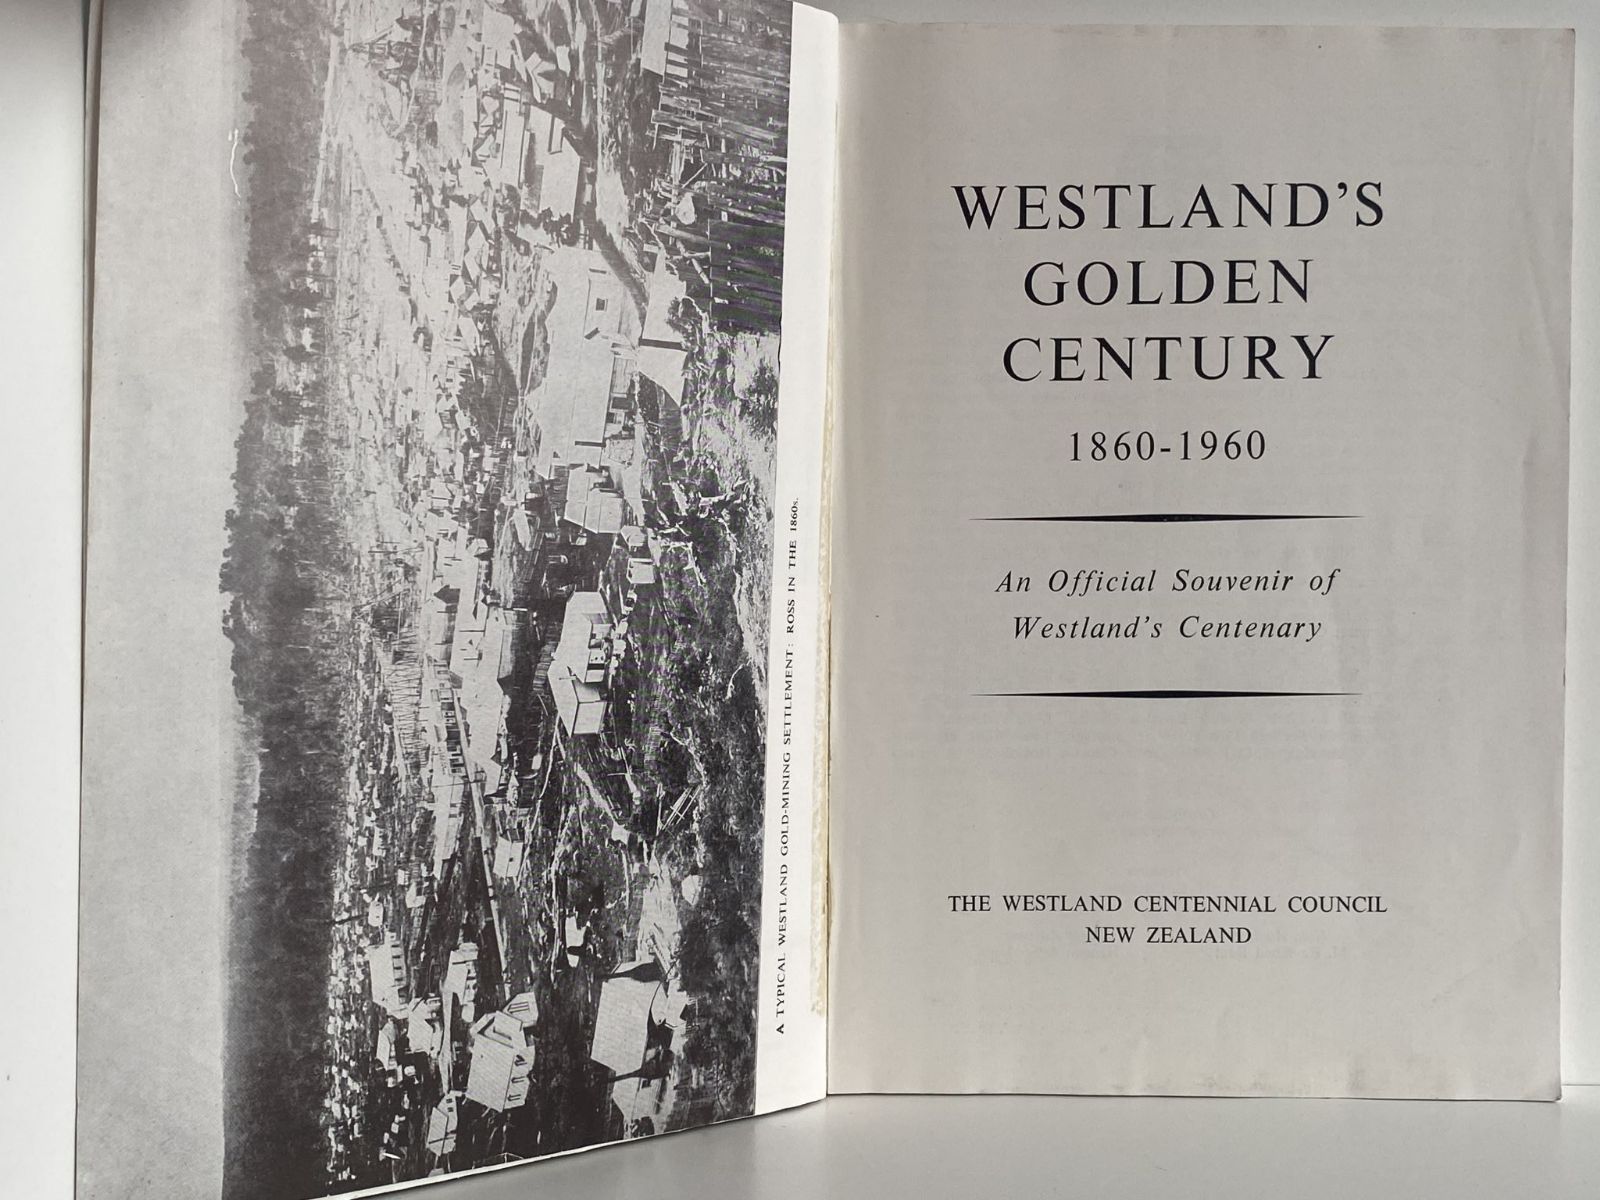 A TYPICAL WESTLAND GOLD-MINING SETTLEMENT: ROSS IN THE 1860s.
WESTLAND'S
GOLDEN
CENTURY
1860-1960
An Official Souvenir of
Westland's Centenary
THE WESTLAND CENTENNIAL COUNCIL
NEW ZEALAND